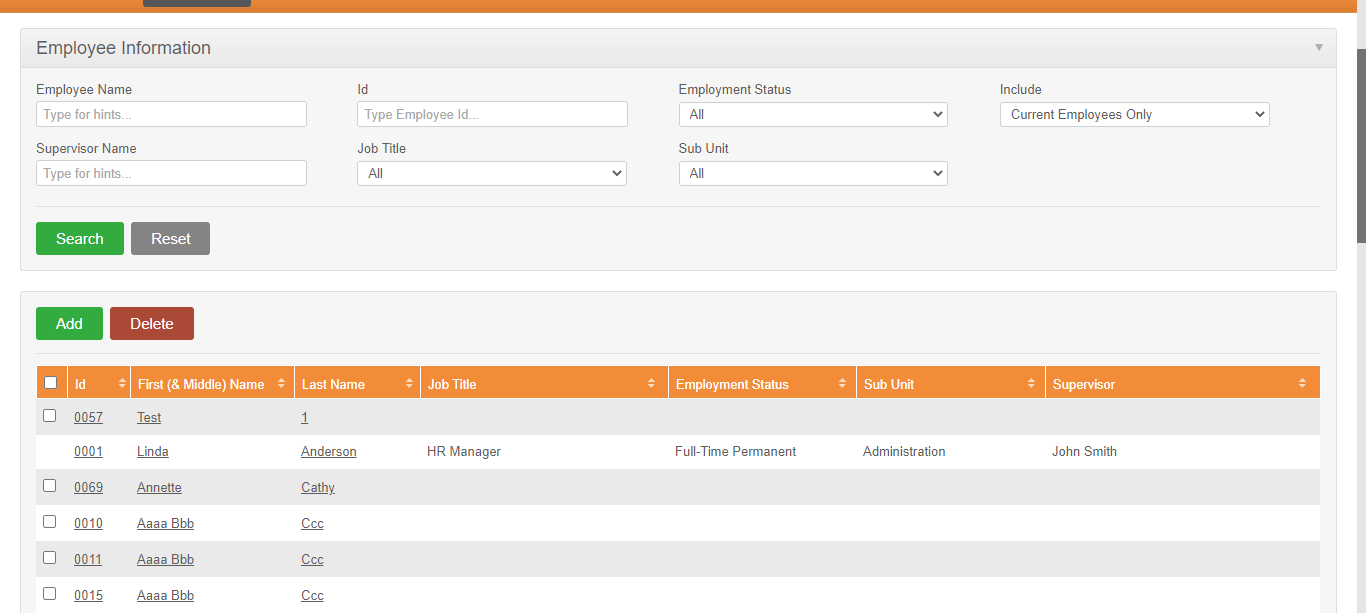 Employee Information
Employee Name Id Employment Status Include
Type for hints... Type Employee Id... All Current Employees Only
Supervisor Name Job Title Sub Unit
Type for hints... All All
Search Reset
Add Delete
Id First (& Middle) Name Last Name Job Title Employment Status Sub Unit Supervisor
0057 Test 1
0001 Linda Anderson HR Manager Full-Time Permanent Administration John Smith
0069 Annette Cathy
0010 Aaaa Bbb Ccc
0011 Aaaa Bbb Ccc
0015 Aaaa Bbb Ccc